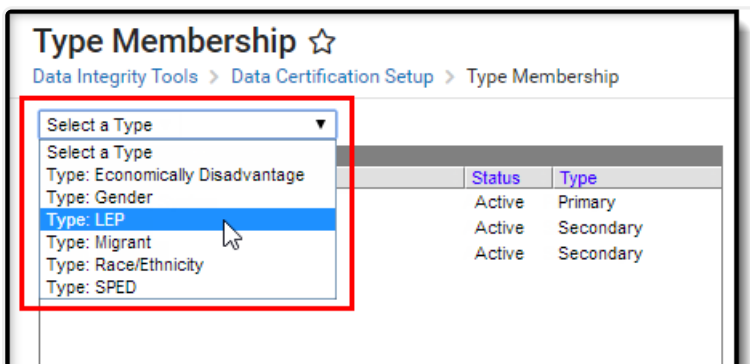 Type Membership
Data Integrity Tools > Data Certification Setup > Type Membership
Select a Type
Select a Type
Type: Economically Disadvantage
Status Type
Type: Gender
Active Primary
Type: LEP
Active Secondary
Type: Migrant
Active Secondary
Type: Race/Ethnicity
Type: SPED